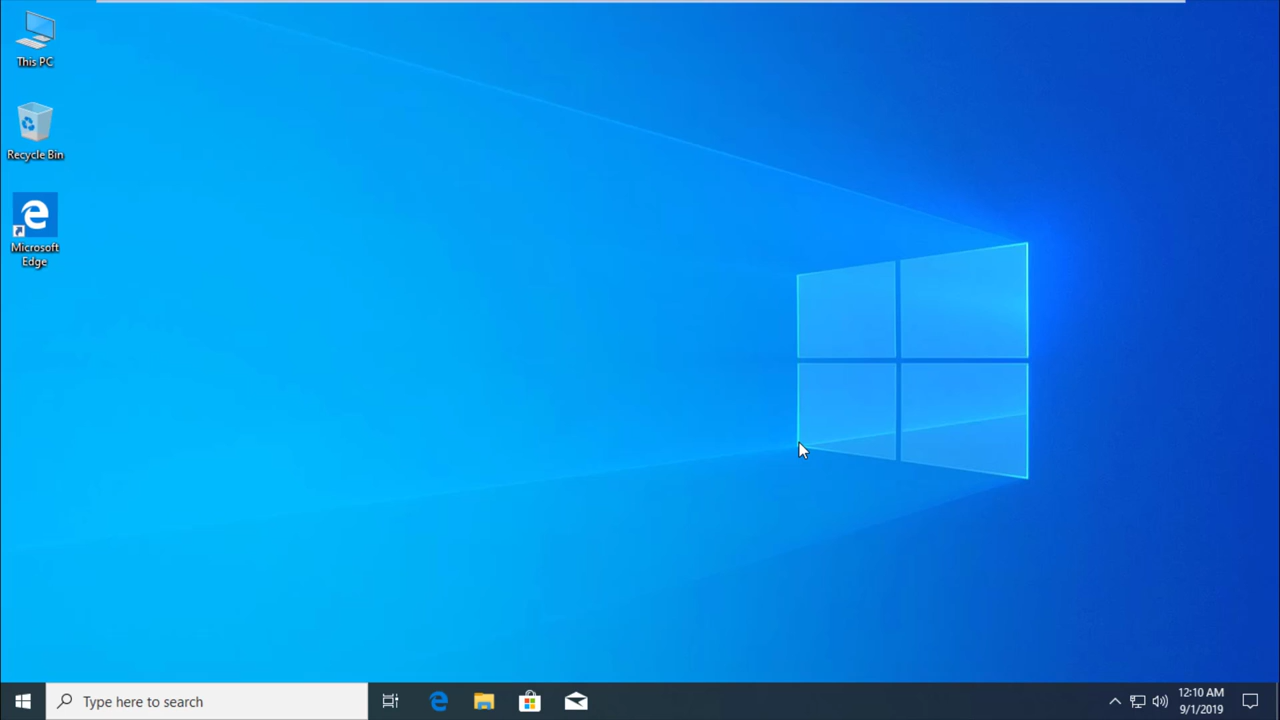 This PC
Recycle Bin
Microsoft
Edge
Type here to search
12:10 AM
9/1/2019